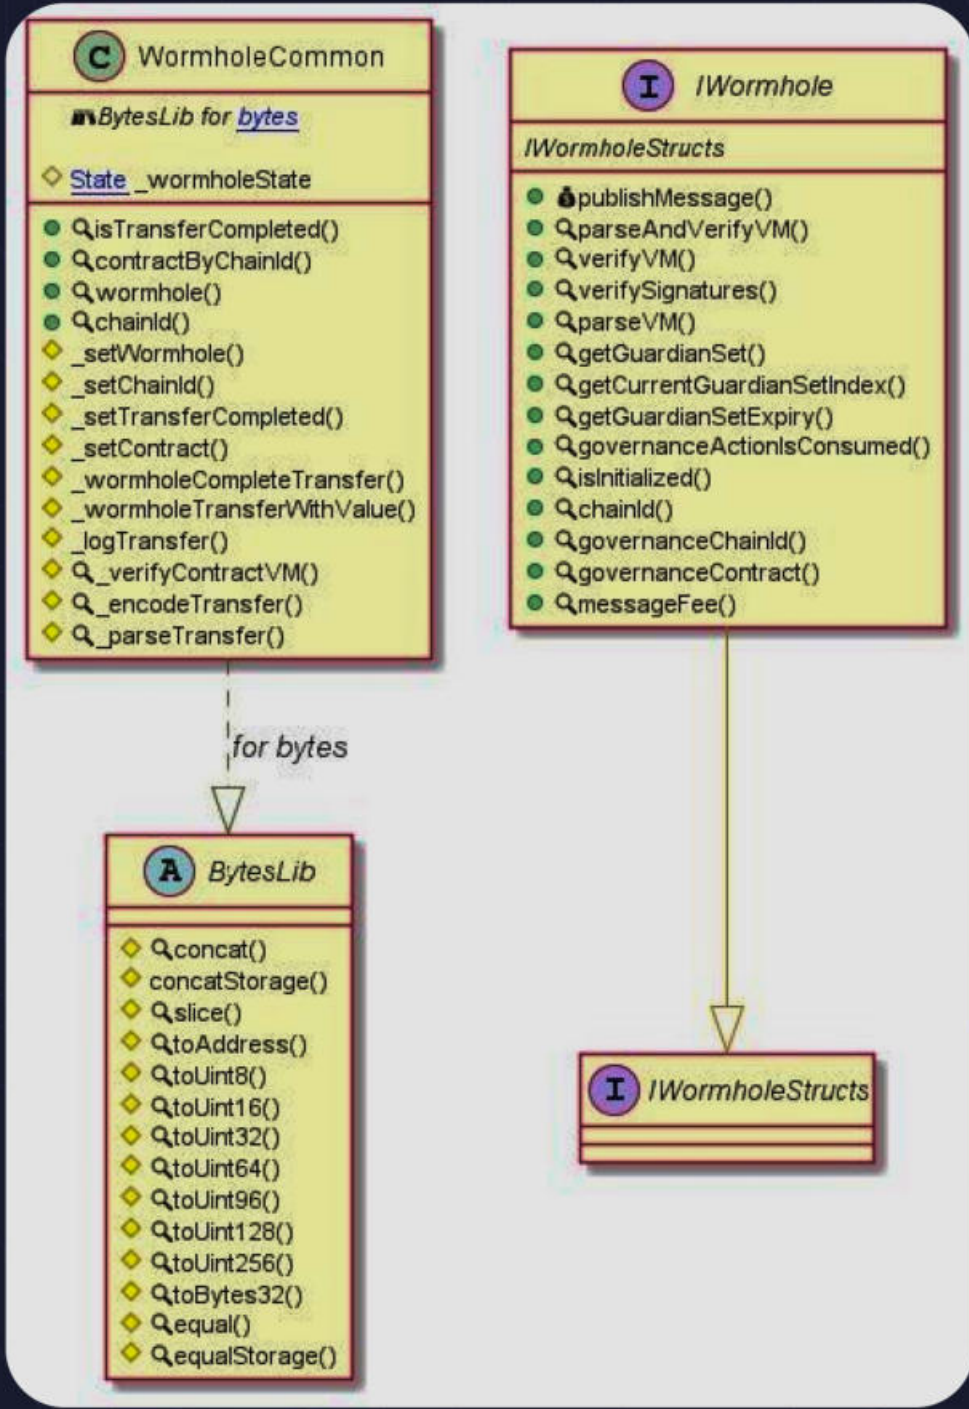 C WormholeCommon
BytesLib for bytes
State _wormholeState
isTransferCompleted()
contractByChainId()
wormhole()
chainId()
_setWormhole()
_setChainId()
_setTransferCompleted()
_setContract()
_wormholeCompleteTransfer()
_wormholeTransferWithValue()
_logTransfer()
_verifyContractVM()
_encodeTransfer()
_parseTransfer()
I IWormhole
IWormholeStructs
publishMessage()
parseAndVerifyVM()
verifyVM()
verifySignatures()
parseVM()
getGuardianSet()
getCurrentGuardianSetIndex()
getGuardianSetExpiry()
governanceActionIsConsumed()
isInitialized()
chainId()
governanceChainId()
governanceContract()
messageFee()
for bytes
A BytesLib
concat()
concatStorage()
slice()
toAddress()
toUint8()
toUint16()
toUint32()
toUint64()
toUint96()
toUint128()
toUint256()
toBytes32()
equal()
equalStorage()
I IWormholeStructs